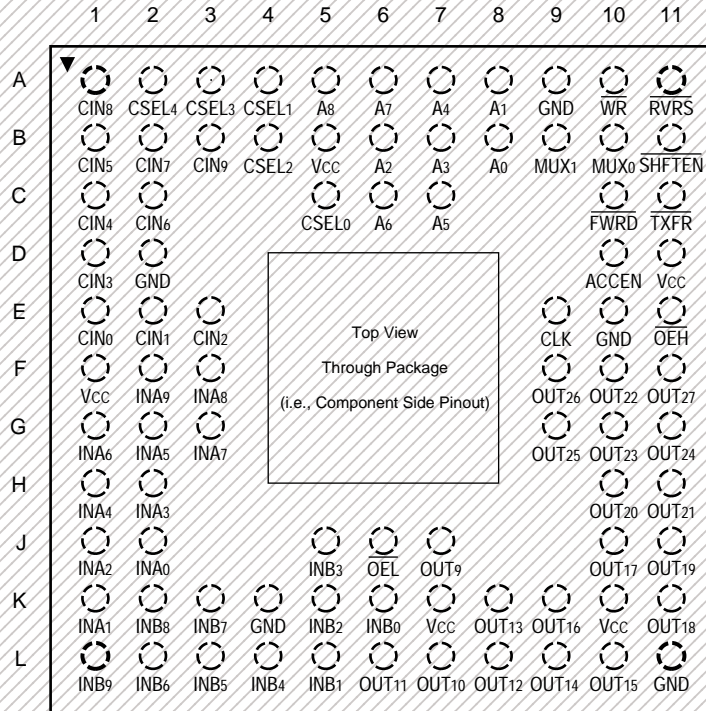 1 2 3 4 5 6 7 8 9 10 11
A
CIN8 CSEL4 CSEL3 CSEL1 A8 A7 A4 A1 GND WR RVRS
B
CIN5 CIN7 CIN9 CSEL2 VCC A2 A3 A0 MUX1 MUX0 SHFTEN
C
CIN4 CIN6 CSEL0 A6 A5 FWRD TXFR
D
CIN3 GND ACCEN VCC
E
CIN0 CIN1 CIN2 CLK GND OEH
F
VCC INA9 INA8 OUT26 OUT22 OUT27
G
INA6 INA5 INA7 OUT25 OUT23 OUT24
H
INA4 INA3 OUT20 OUT21
J
INA2 INA0 INB3 OEL OUT9 OUT17 OUT19
K
INA1 INB8 INB7 GND INB2 INB0 VCC OUT13 OUT16 VCC OUT18
L
INB9 INB6 INB5 INB4 INB1 OUT11 OUT10 OUT12 OUT14 OUT15 GND
Top View
Through Package
(i.e., Component Side Pinout)